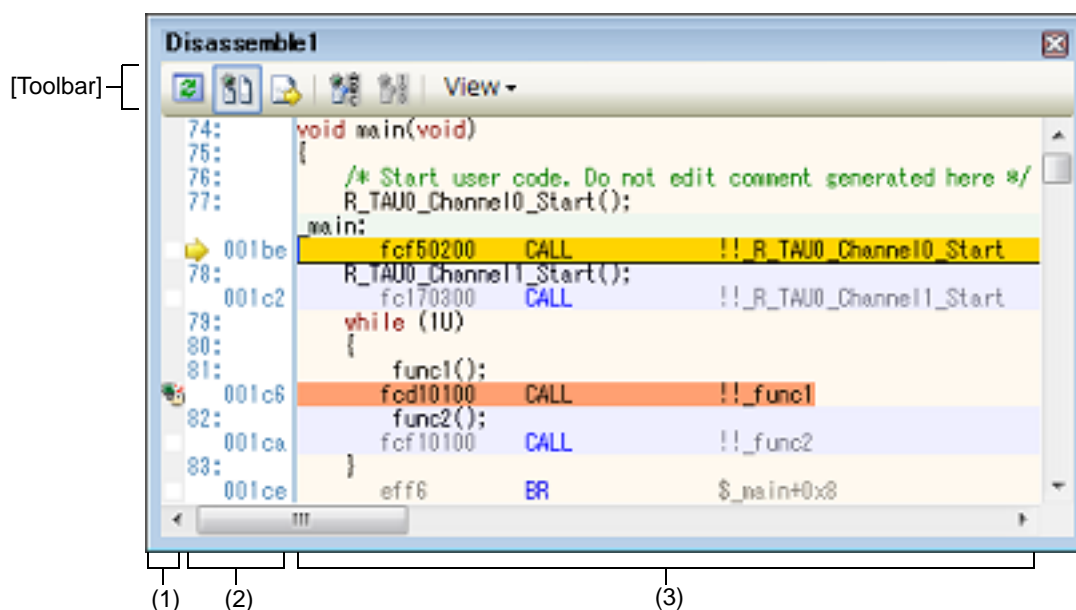 Disassemble1
[Toolbar]
View
74: void main(void)
75: {
76: /* Start user code. Do not edit comment generated here */
77: R_TAU0_Channel0_Start();
_main:
001be fcf50200 CALL !!_R_TAU0_Channel0_Start
78: R_TAU0_Channel1_Start();
001c2 fc170300 CALL !!_R_TAU0_Channel1_Start
79: while (1U)
80: {
81: func1();
001c6 fcd10100 CALL !!_func1
82: func2();
001ca fcf10100 CALL !!_func2
83: }
001ce eff6 BR $_main+0x8
(1) (2) (3)